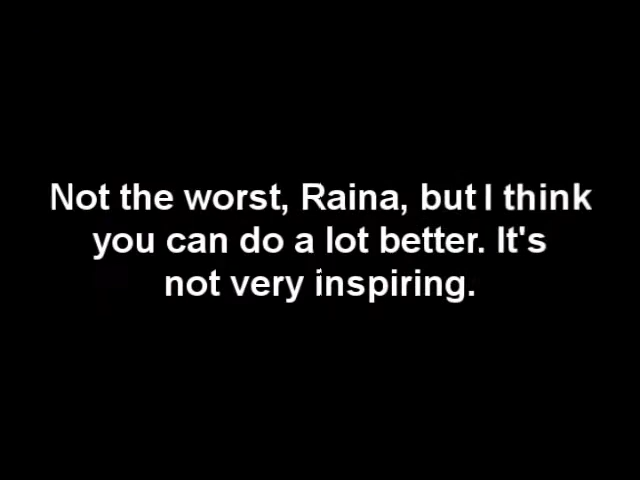 Not the worst, Raina, but I think
you can do a lot better. It's
not very inspiring.